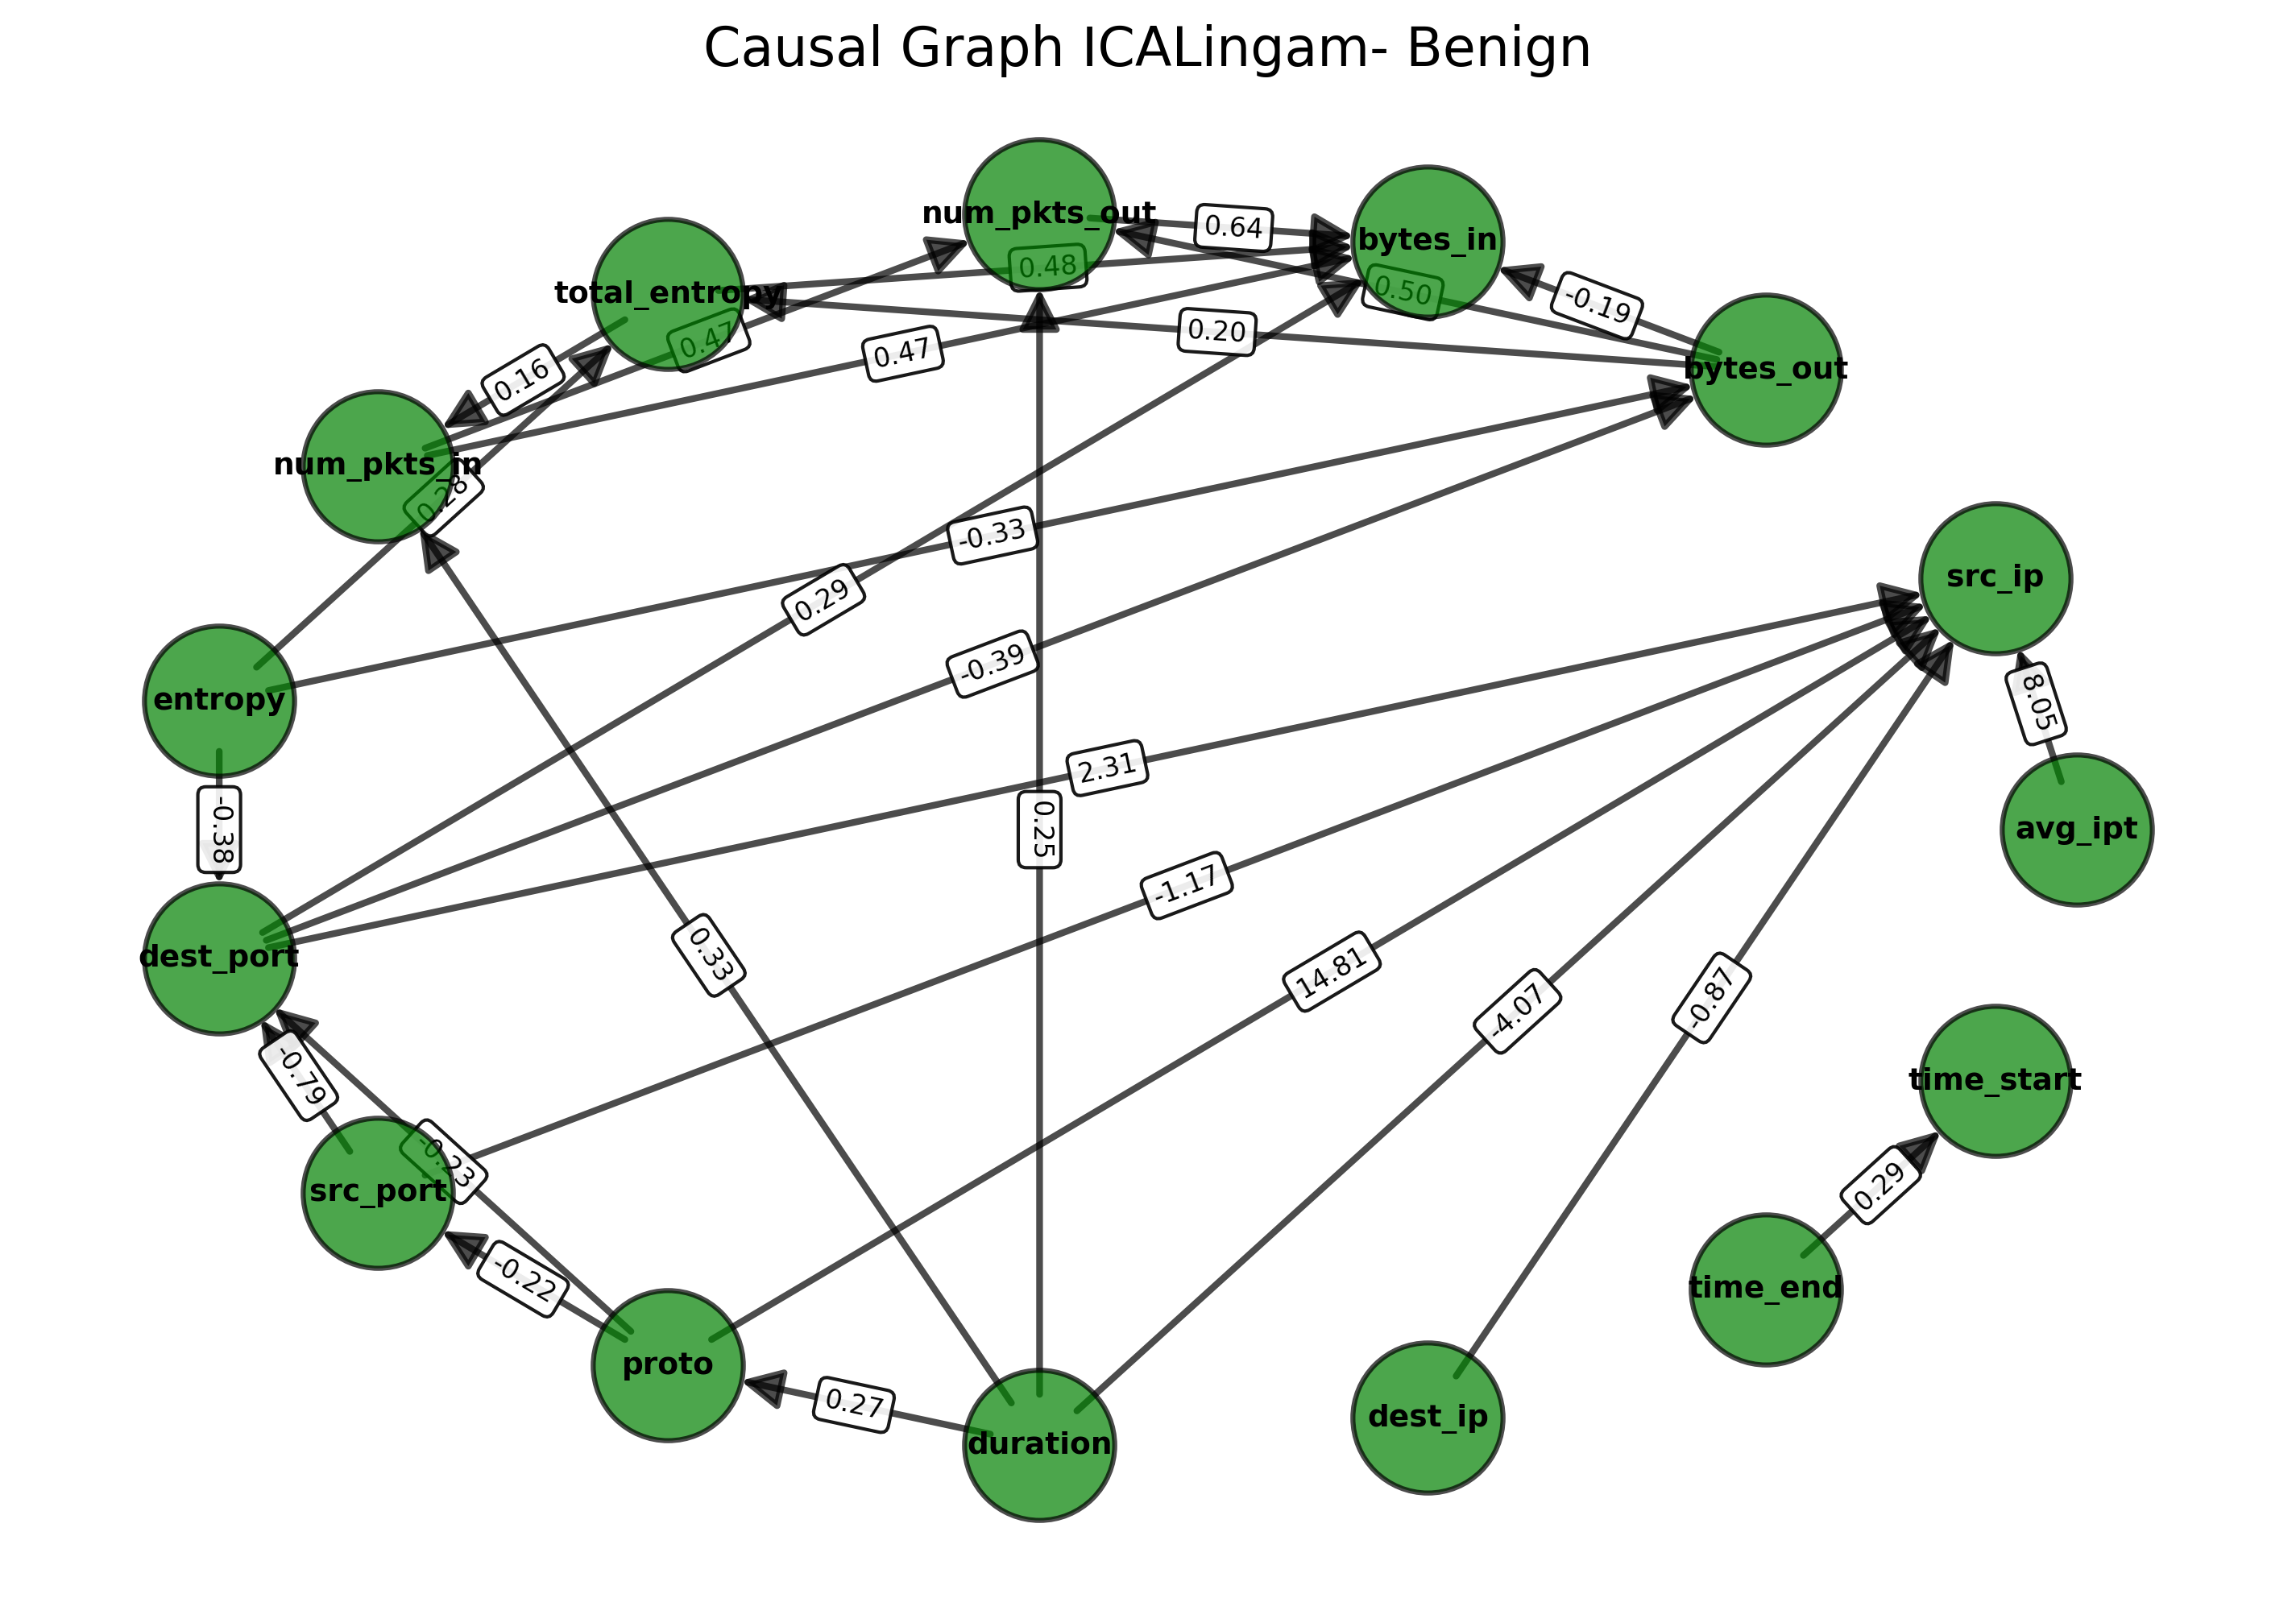 Causal Graph ICALingam- Benign
num_pkts_out
0.64
bytes_in
0.48
total_entropy
0.50
-0.19
0.47
0.20
0.47
0.16
bytes_out
num_pkts_in
0.28
-0.33
src_ip
0.29
-0.39
entropy
8.05
2.31
-0.38
0.25
avg_ipt
-1.17
dest_port
0.33
14.81
-0.87
-4.07
-0.79
time_start
-0.23
src_port
0.29
-0.22
time_end
proto
0.27
dest_ip
duration